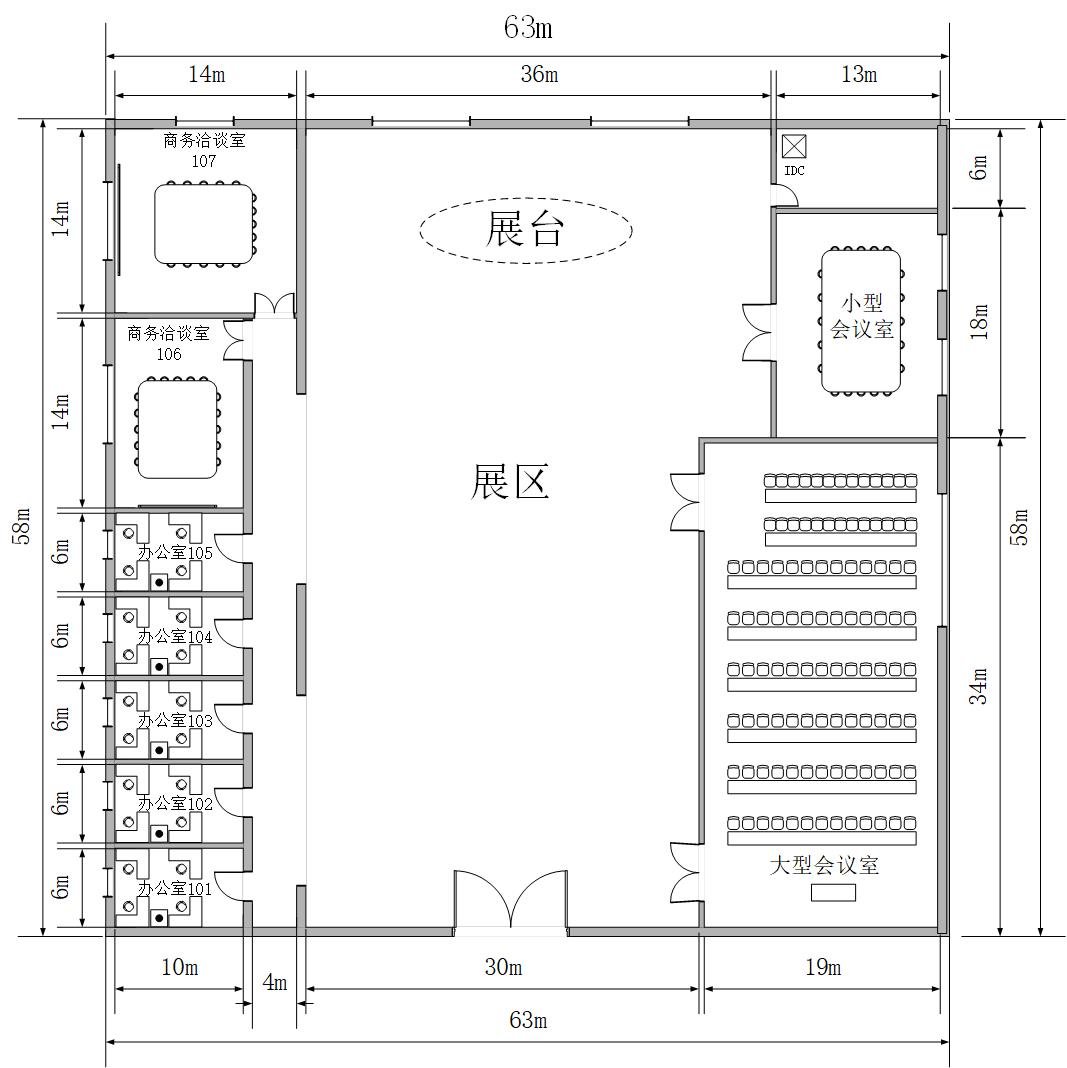 63m
14m
36m
13m
商务洽谈室
107
IDC
6m
14m
展台
小型
会议室
18m
商务洽谈室
106
14m
展区
58m
58m
办公室105
6m
办公室104
6m
34m
办公室103
6m
办公室102
6m
大型会议室
办公室101
6m
10m
4m
30m
19m
63m